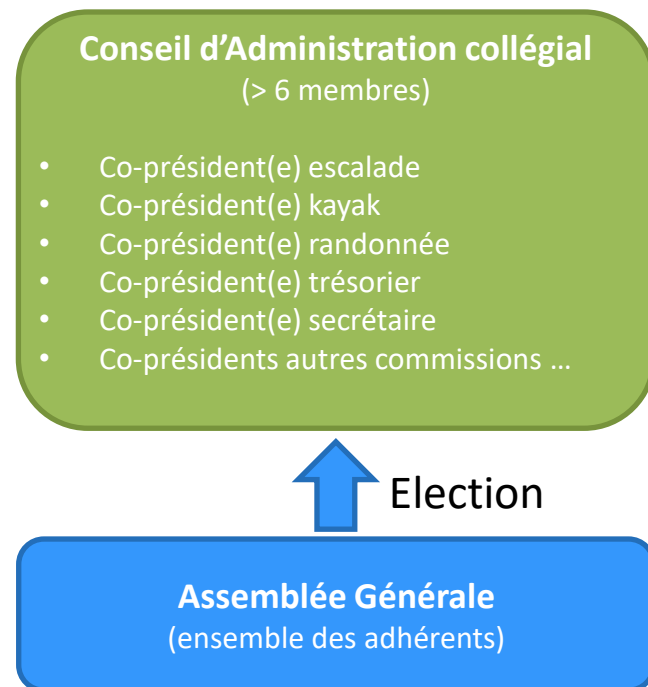 Conseil d’Administration collégial
(> 6 membres)
• Co-président(e) escalade
• Co-président(e) kayak
• Co-président(e) randonnée
• Co-président(e) trésorier
• Co-président(e) secrétaire
• Co-présidents autres commissions …
Election
Assemblée Générale
(ensemble des adhérents)